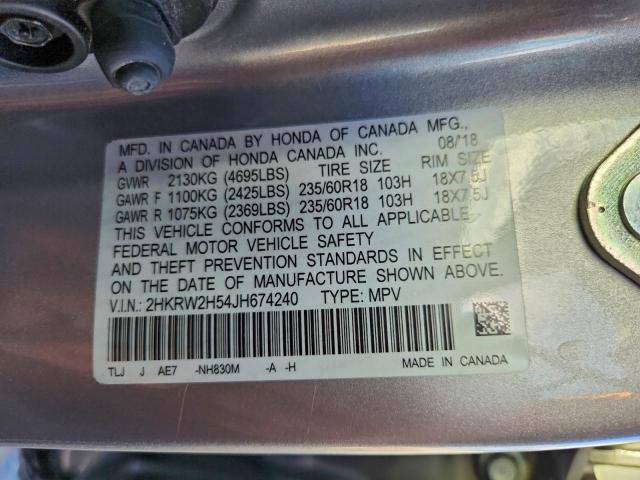 MFD. IN CANADA BY HONDA OF CANADA MFG.,
A DIVISION OF HONDA CANADA INC. 08/18
GVWR 2130KG (4695LBS) TIRE SIZE RIM SIZE
GAWR F 1100KG (2425LBS) 235/60R18 103H 18X7.5J
GAWR R 1075KG (2369LBS) 235/60R18 103H 18X7.5J
THIS VEHICLE CONFORMS TO ALL APPLICABLE
FEDERAL MOTOR VEHICLE SAFETY
AND THEFT PREVENTION STANDARDS IN EFFECT
ON THE DATE OF MANUFACTURE SHOWN ABOVE.
V.I.N.: 2HKRW2H54JH674240 TYPE: MPV
TLJ J AE7 -NH830M -A -H MADE IN CANADA